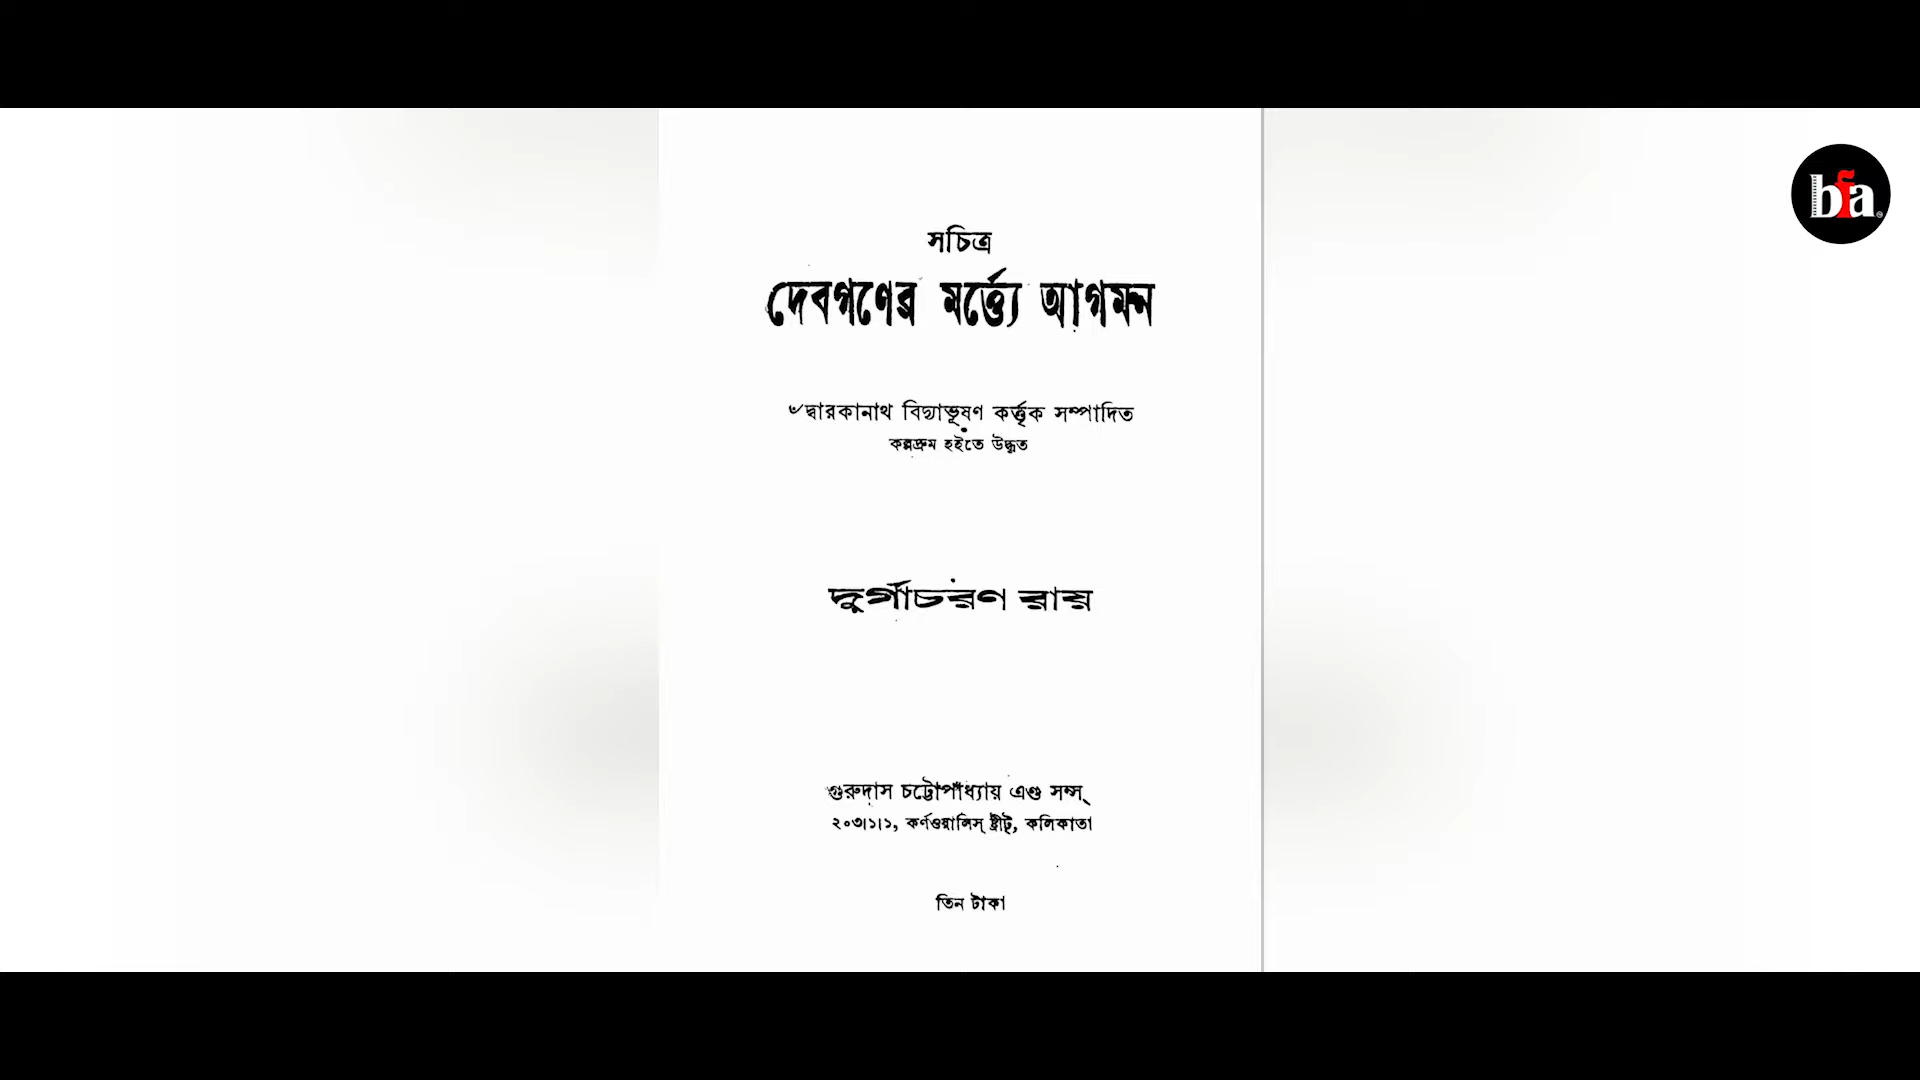 সচিত্র
দেবগণের মর্ত্ত্যে আগমন
৺দ্বারকানাথ বিদ্যাভূষণ কর্ত্তৃক সম্পাদিত
কল্পদ্রুম হইতে উদ্ধৃত
দুর্গাচরণ রায়
গুরুদাস চট্টোপাধ্যায় এণ্ড সন্স্
২০৩।১।১, কর্ণওয়ালিস্ ষ্ট্রীট্, কলিকাতা
তিন টাকা
bfa